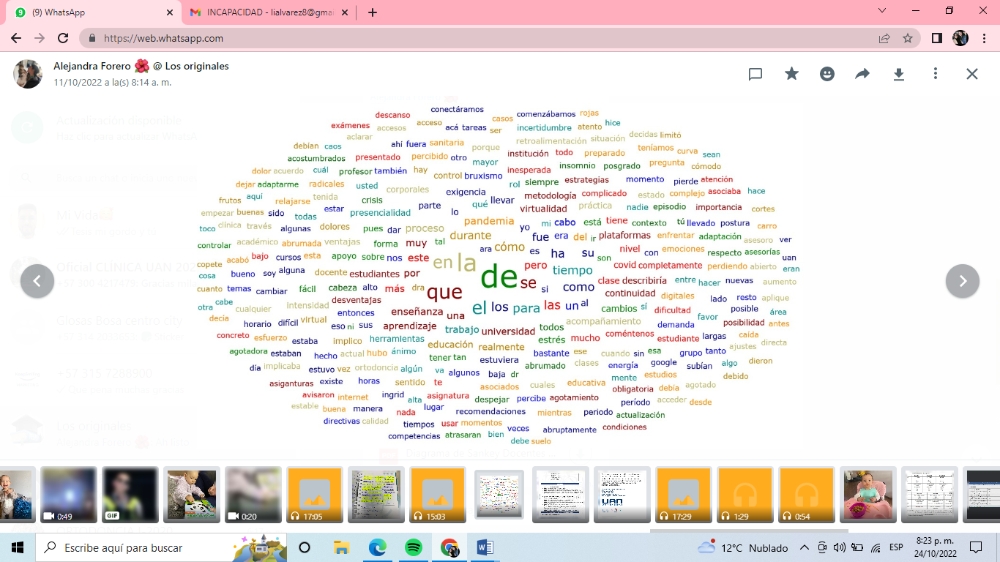 (9) WhatsApp
INCAPACIDAD - lialvarez8@gmai
https://web.whatsapp.com
Alejandra Forero @ Los originales
11/10/2022 a la(s) 8:14 a. m.
Actualización disponible
Haz clic para actualizar WhatsA
Mi Vida
Oficial CLÍNICA UAN 202
Glosas Bosa centro city
+57 315 7288900
Que pena muchas gracias
Los originales
conectáramos
descanso acceso casos comenzábamos rojas
exámenes accesos acá tareas ser incertidumbre atento hice
aclarar ahí fuera sanitaria porque retroalimentación situación decidas limitó
debían caos presentado percibido otro mayor institución todo preparado teníamos curva sean
acostumbrados profesor también hay control bruxismo inesperada insomnio posgrado pregunta cómodo
dolor acuerdo cuál radicales usted corporales exigencia rol siempre estrategias momento pierde atención
dejar adaptarme tenida crisis parte lo qué llevar metodología complicado estado complejo asociaba hace
frutos aquí relajarse estar presencialidad virtualidad práctica nadie episodio importancia cortes
empezar buenas sido todas pandemia yo mi cabo está tiene contexto tú llevado postura
toco clínica través algunas dolores pues dar proceso durante fue era del ir plataformas enfrentar adaptación carro
controlar académico abrumada ventajas forma muy tal ara cómo es ha su son nivel con emociones respecto asesoro ver
copete acabó bajo cursos esta apoyo sobre nos este en la pero tiempo covid completamente perdiendo asesorías abierto uan
cosa bueno soy alguna docente estudiantes por de se si como clase describiría entre hacer nuevas eran aumento
cuanto temas cambiar fácil cabeza alto más dra que continuidad digitales lado resto aplique
otra cabe cualquier Intensidad desventajas el los para las un al cambios sí dificultad favor posible área
decía horario difícil virtual entonces enseñanza una acompañamiento demanda posibilidad antes
concreto esfuerzo estaba implico eso ni sus aprendizaje trabajo universidad todos coméntenos estudiante largas caída
agotadora estaban hecho actual hubo herramientas ánimo educación realmente estrés mucho cuando sin esa grupo tanto ajustes directa
día implicaba estuvo vez ortodoncia algún tener tan estuviera bastante ese clases energía google subían algo dieron
asiganturas existe horas sentido te va algunos baja dr abrumado mente estudios debido
avisaron internet ingrid alta asignatura asociados cuales educativa obligatoria debía agotado
estable buena manera nada lugar despejar percibe agotamiento período acceder desde
directivas calidad tiempos usar momentos recomendaciones mientras periodo actualización
competencias atrasaran bien veces debe suelo abruptamente condiciones
Diagrama de Sankey Docentes ...
0:49
GIF
0:20
17:05
15:03
UAN
17:29
1:29
0:54
Escribe aquí para buscar
12°C Nublado
ESP
8:23 p. m.
24/10/2022